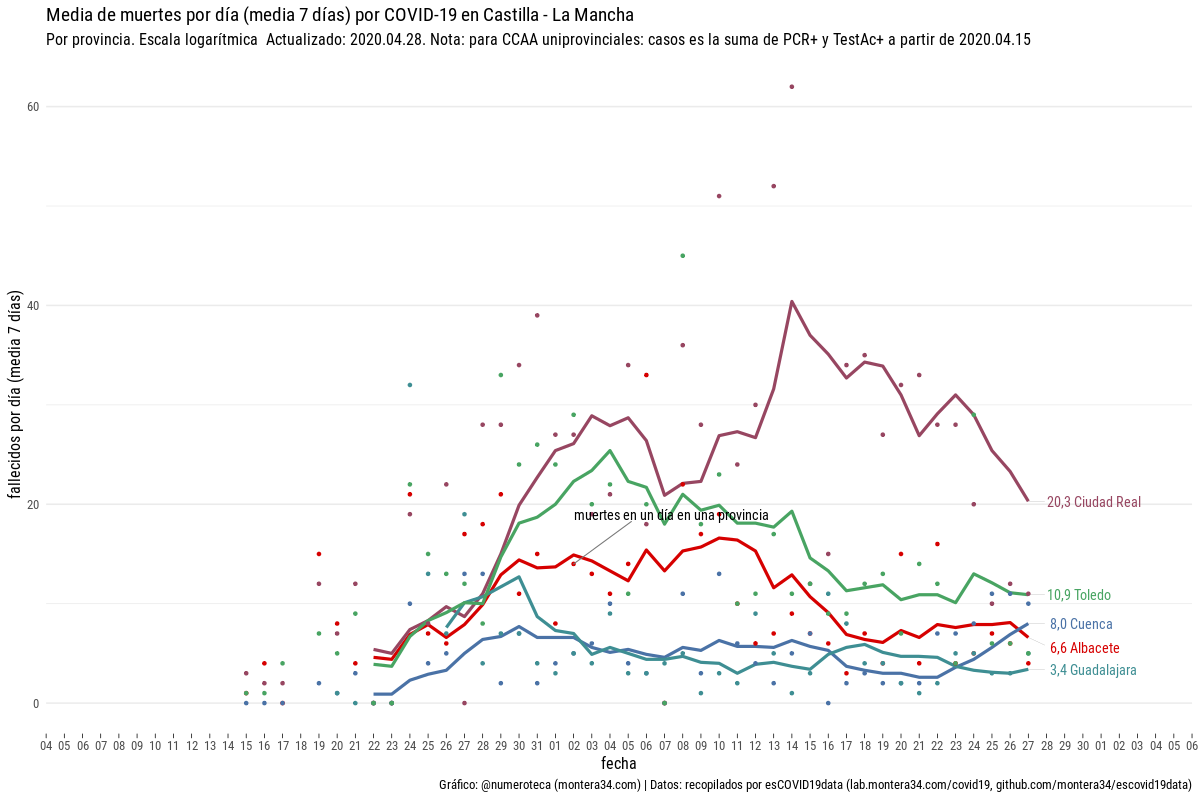 Media de muertes por día (media 7 días) por COVID-19 en Castilla - La Mancha
Por provincia. Escala logarítmica  Actualizado: 2020.04.28. Nota: para CCAA uniprovinciales: casos es la suma de PCR+ y TestAc+ a partir de 2020.04.15
fallecidos por día (media 7 días)
60
40
20
0
muertes en un día en una provincia
20,3 Ciudad Real
10,9 Toledo
8,0 Cuenca
6,6 Albacete
3,4 Guadalajara
04 05 06 07 08 09 10 11 12 13 14 15 16 17 18 19 20 21 22 23 24 25 26 27 28 29 30 31 01 02 03 04 05 06 07 08 09 10 11 12 13 14 15 16 17 18 19 20 21 22 23 24 25 26 27 28 29 30 01 02 03 04 05 06
fecha
Gráfico: @numeroteca (montera34.com) | Datos: recopilados por esCOVID19data (lab.montera34.com/covid19, github.com/montera34/escovid19data)